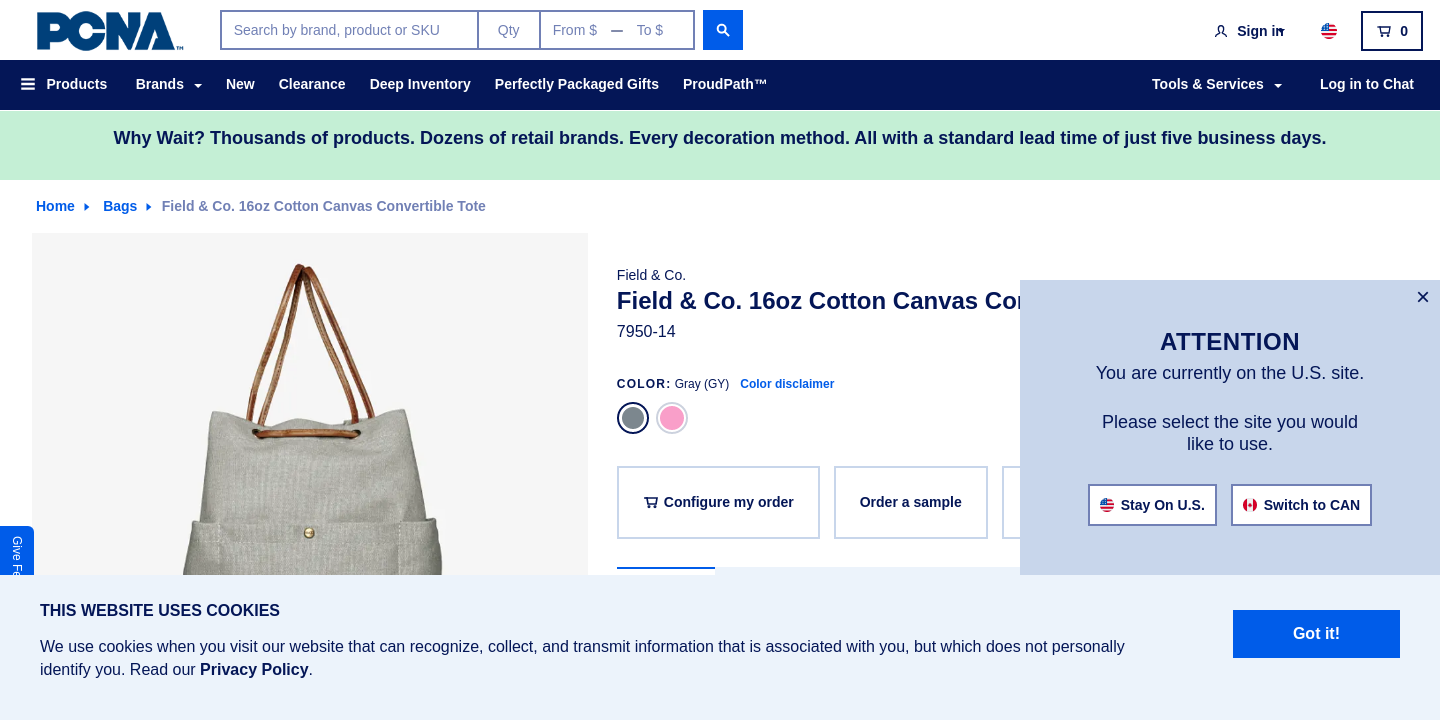 PCNA™
Search by brand, product or SKU
Qty
From $ — To $
Sign in
0
Products
Brands
New
Clearance
Deep Inventory
Perfectly Packaged Gifts
ProudPath™
Tools & Services
Log in to Chat
Why Wait? Thousands of products. Dozens of retail brands. Every decoration method. All with a standard lead time of just five business days.
Home
Bags
Field & Co. 16oz Cotton Canvas Convertible Tote
Field & Co.
Field & Co. 16oz Cotton Canvas
7950-14
COLOR: Gray (GY) Color disclaimer
Configure my order
Order a sample
×
ATTENTION
You are currently on the U.S. site.
Please select the site you would
like to use.
Stay On U.S.
Switch to CAN
Give
THIS WEBSITE USES COOKIES
We use cookies when you visit our website that can recognize, collect, and transmit information that is associated with you, but which does not personally
identify you. Read our Privacy Policy.
Got it!